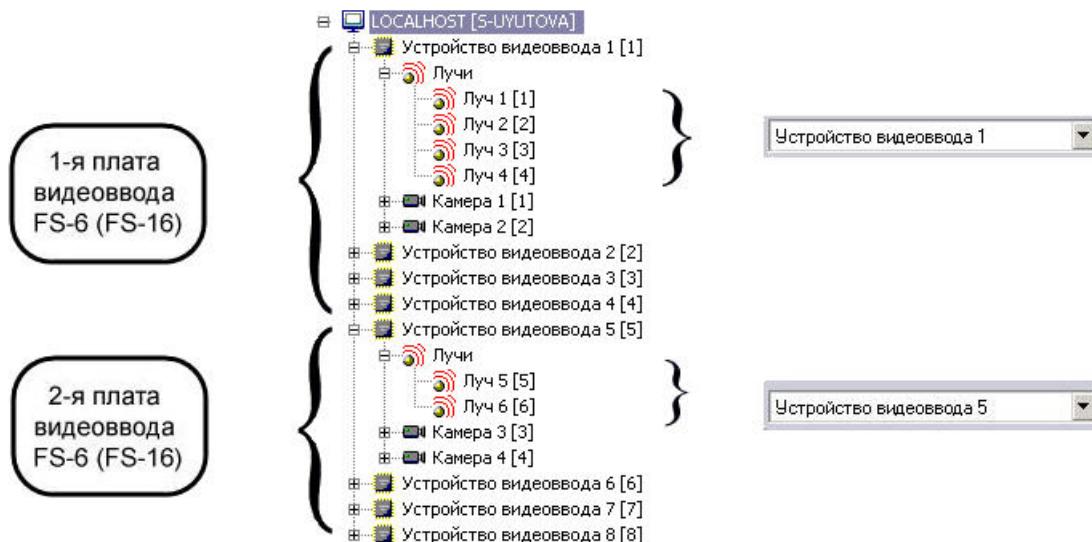 LOCALHOST [S-UYUTOVA]
Устройство видеоввода 1 [1]
Лучи
Луч 1 [1]
Луч 2 [2]
Луч 3 [3]
Луч 4 [4]
Камера 1 [1]
Камера 2 [2]
Устройство видеоввода 2 [2]
Устройство видеоввода 3 [3]
Устройство видеоввода 4 [4]
1-я плата
видеоввода
FS-6 (FS-16)
Устройство видеоввода 1
Устройство видеоввода 5 [5]
Лучи
Луч 5 [5]
Луч 6 [6]
Камера 3 [3]
Камера 4 [4]
Устройство видеоввода 6 [6]
Устройство видеоввода 7 [7]
Устройство видеоввода 8 [8]
2-я плата
видеоввода
FS-6 (FS-16)
Устройство видеоввода 5